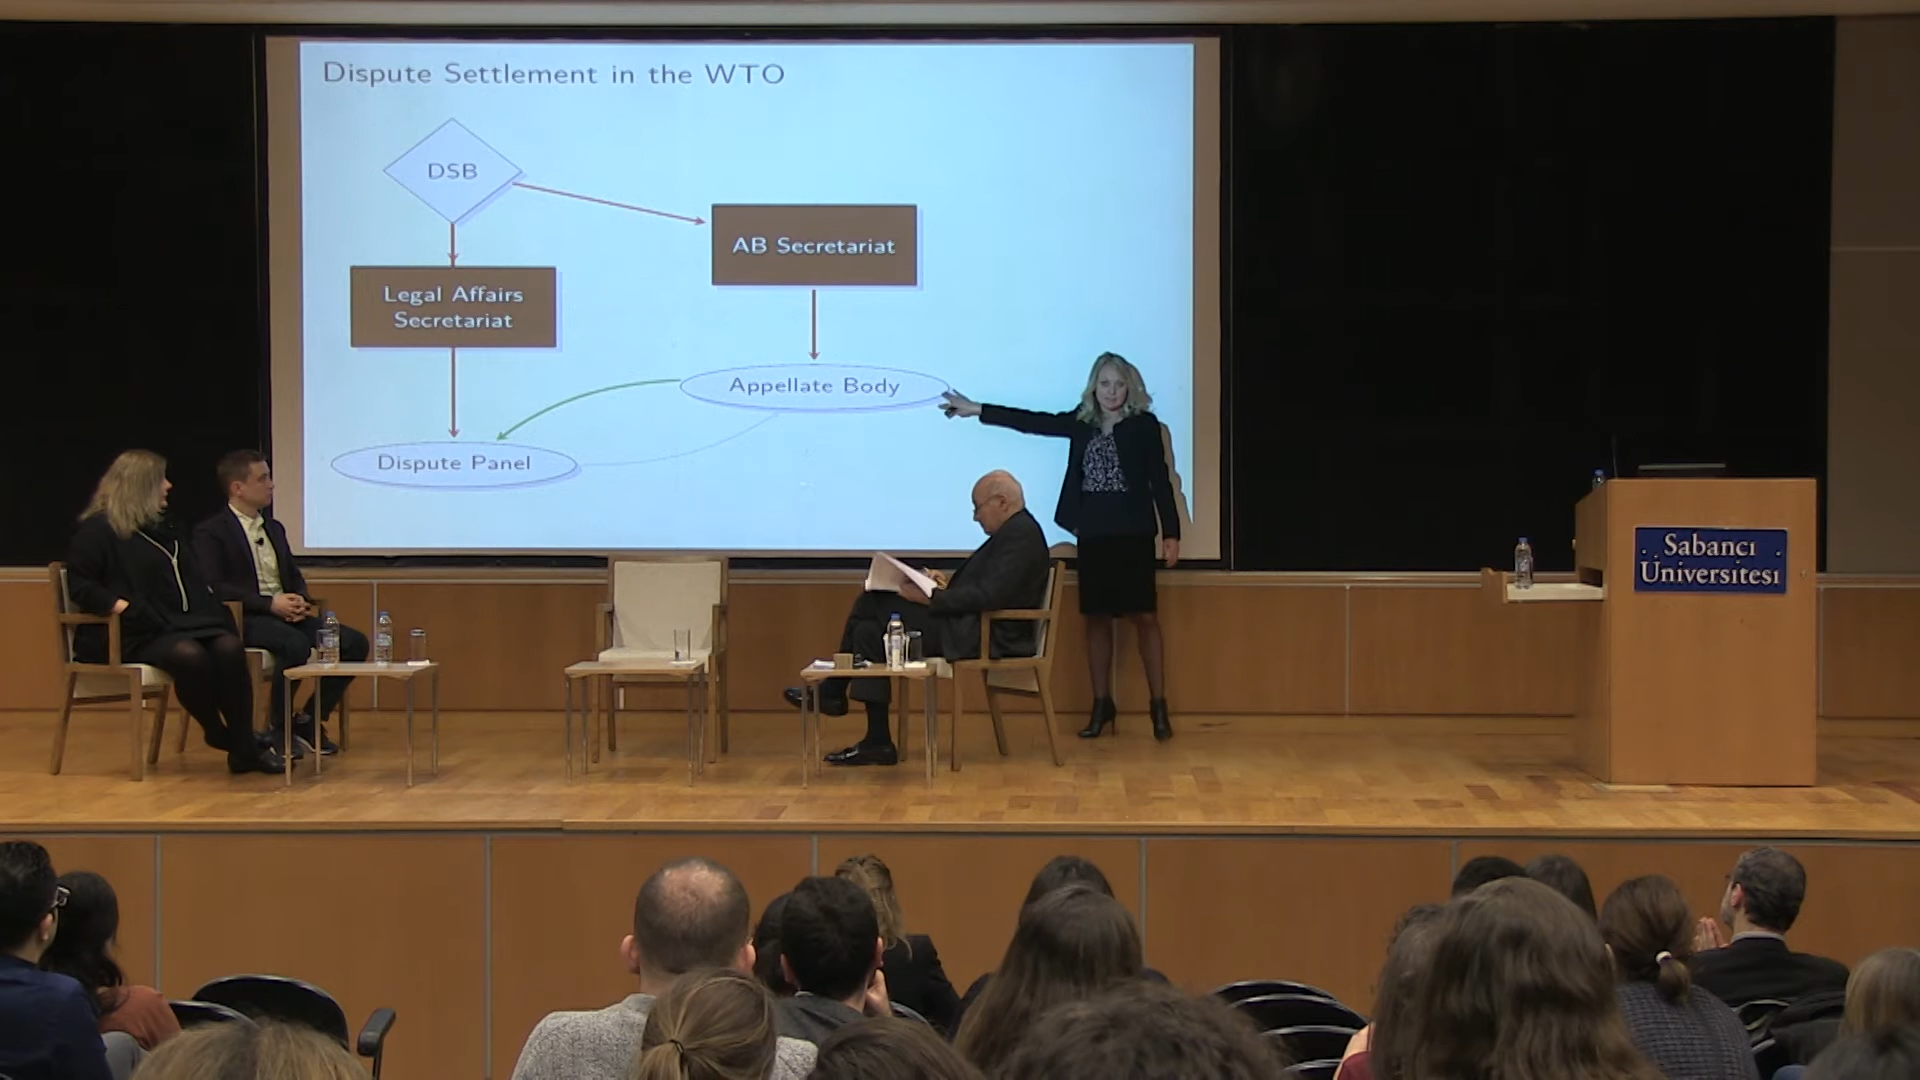 Dispute Settlement in the WTO
DSB
AB Secretariat
Legal Affairs
Secretariat
Appellate Body
Dispute Panel
Sabancı
Üniversitesi